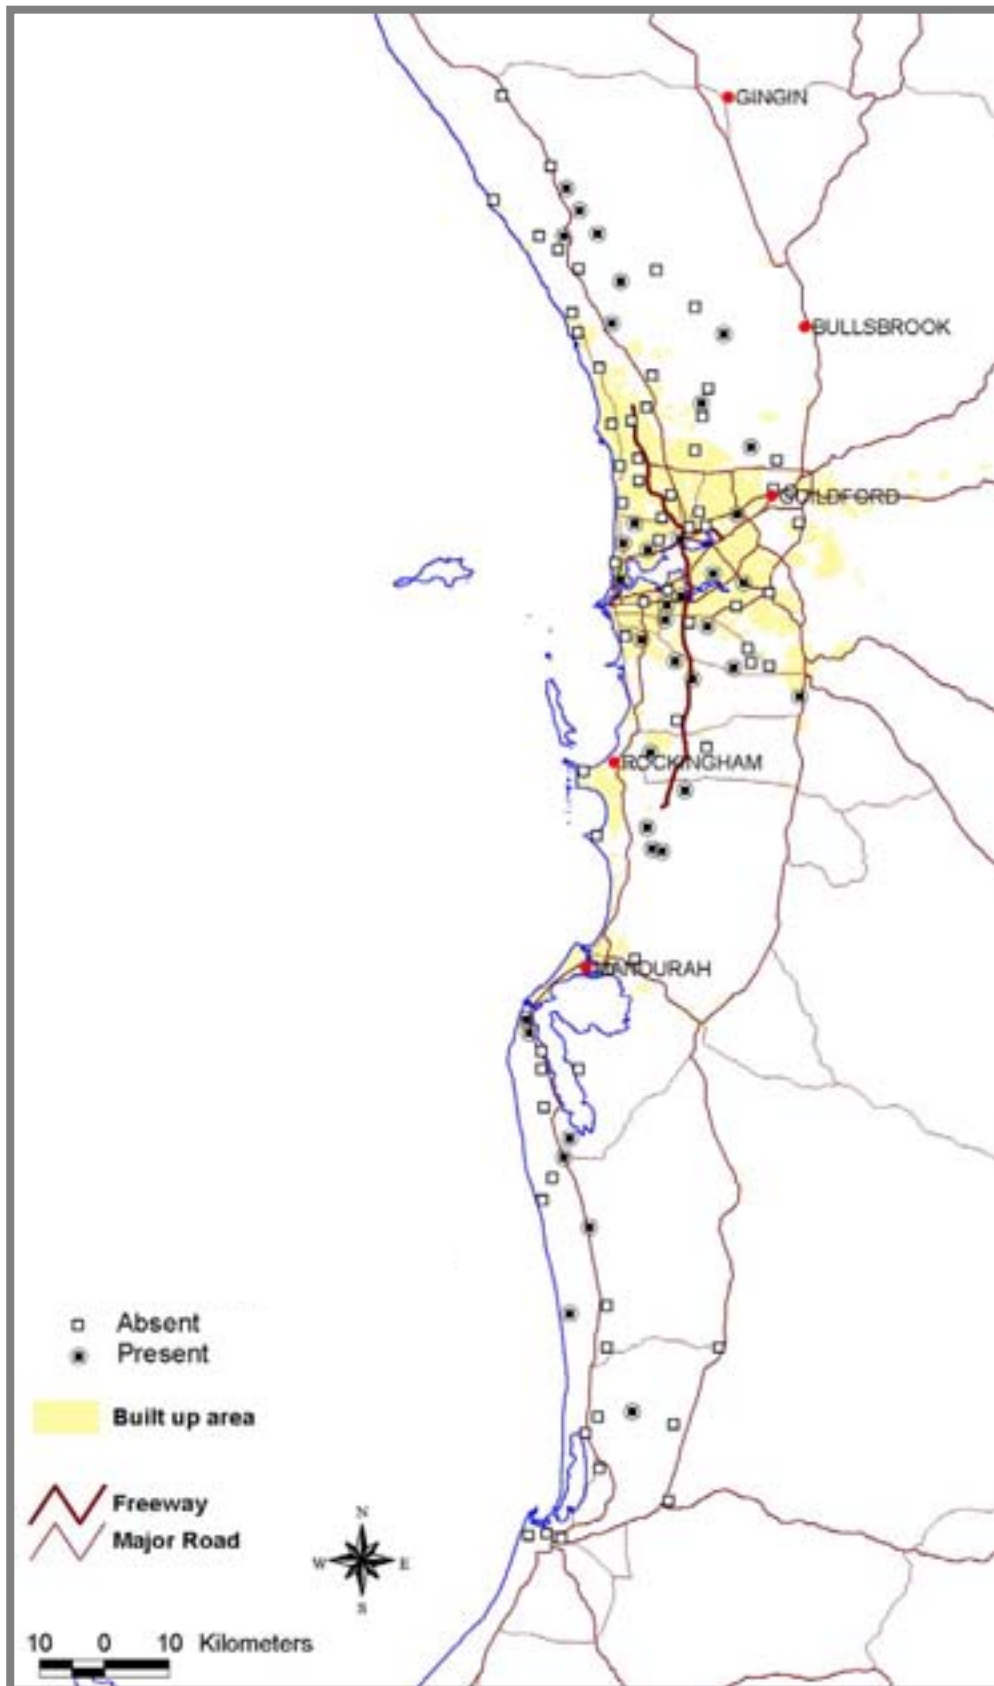 GINGIN
BULLSBROOK
GUILDFORD
ROCKINGHAM
MANDURAH
Absent
Present
Built up area
Freeway
Major Road
N
W E
S
10 0 10 Kilometers